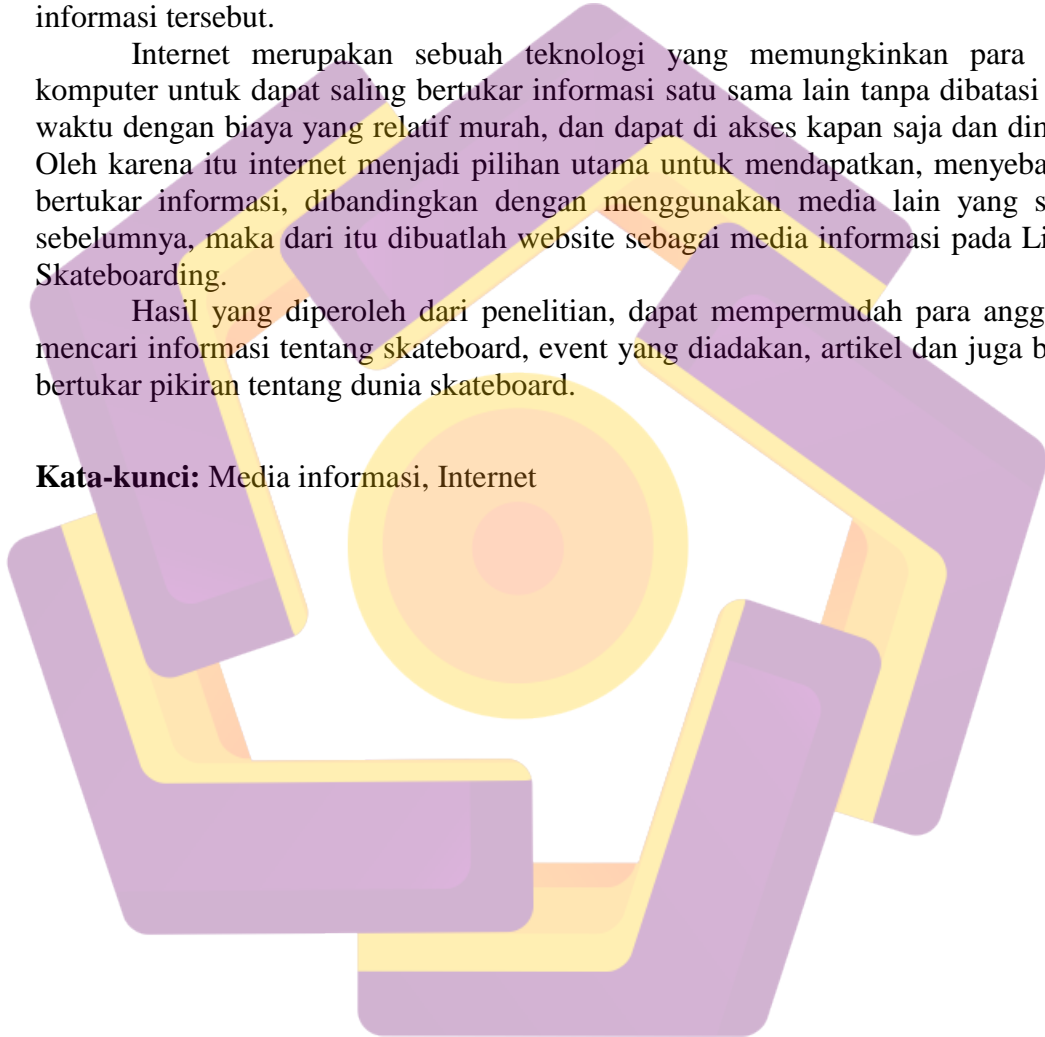 informasi tersebut.
Internet merupakan sebuah teknologi yang memungkinkan para
komputer untuk dapat saling bertukar informasi satu sama lain tanpa dibatasi
waktu dengan biaya yang relatif murah, dan dapat di akses kapan saja dan
Oleh karena itu internet menjadi pilihan utama untuk mendapatkan,
bertukar informasi, dibandingkan dengan menggunakan media lain yang
sebelumnya, maka dari itu dibuatlah website sebagai media informasi pada
Skateboarding.
Hasil yang diperoleh dari penelitian, dapat mempermudah para
mencari informasi tentang skateboard, event yang diadakan, artikel dan juga
bertukar pikiran tentang dunia skateboard.
Kata-kunci: Media informasi, Internet